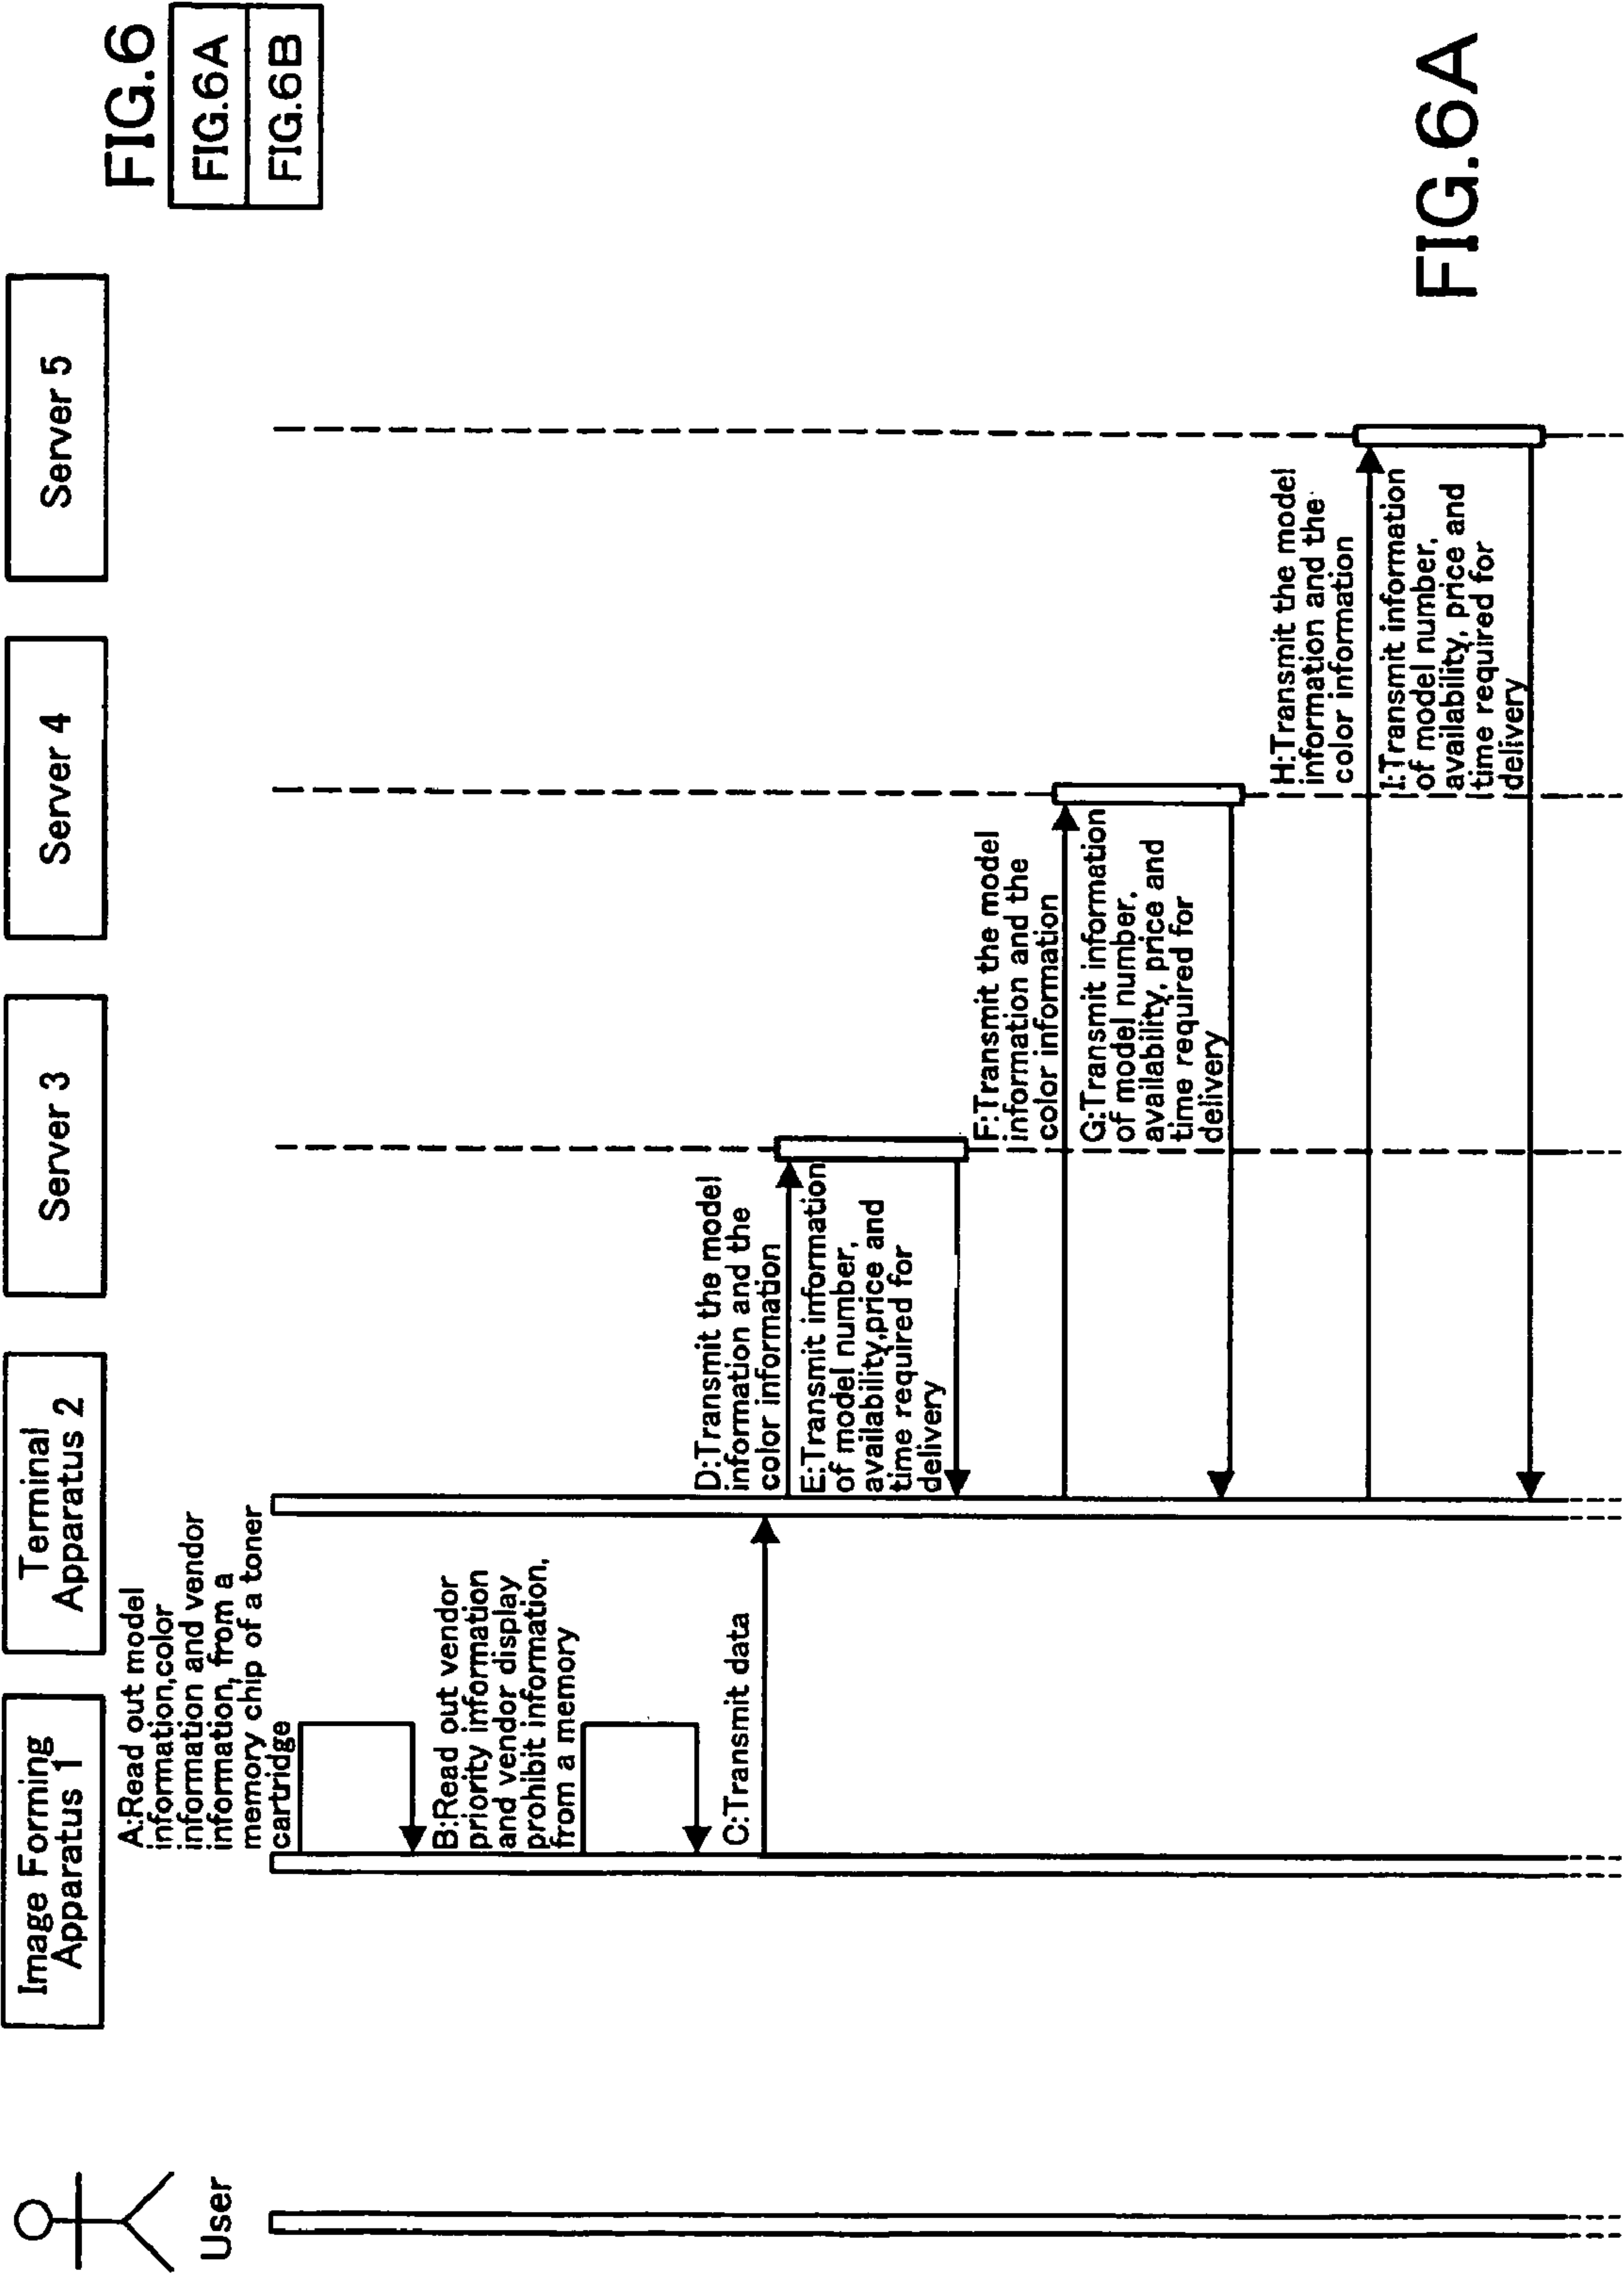 FIG.6
FIG.6A
FIG.6B
User
Image Forming
Apparatus 1
Terminal
Apparatus 2
Server 3
Server 4
Server 5
A:Read out model
information,color
information and vendor
information, from a
memory chip of a toner
cartridge
B:Read out vendor
priority information
and vendor display
prohibit information,
from a memory
C:Transmit data
D:Transmit the model
information and the
color information
E:Transmit information
of model number,
availability,price and
time required for
delivery
F:Transmit the model
information and the
color information
G:Transmit information
of model number,
availability, price and
time required for
delivery
H:Transmit the model
information and the
color information
I:Transmit information
of model number,
availability, price and
time required for
delivery
FIG.6A